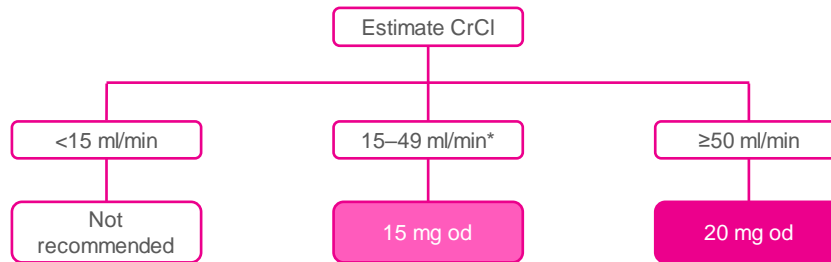 Estimate CrCl
<15 ml/min
15–49 ml/min*
≥50 ml/min
Not
recommended
15 mg od
20 mg od